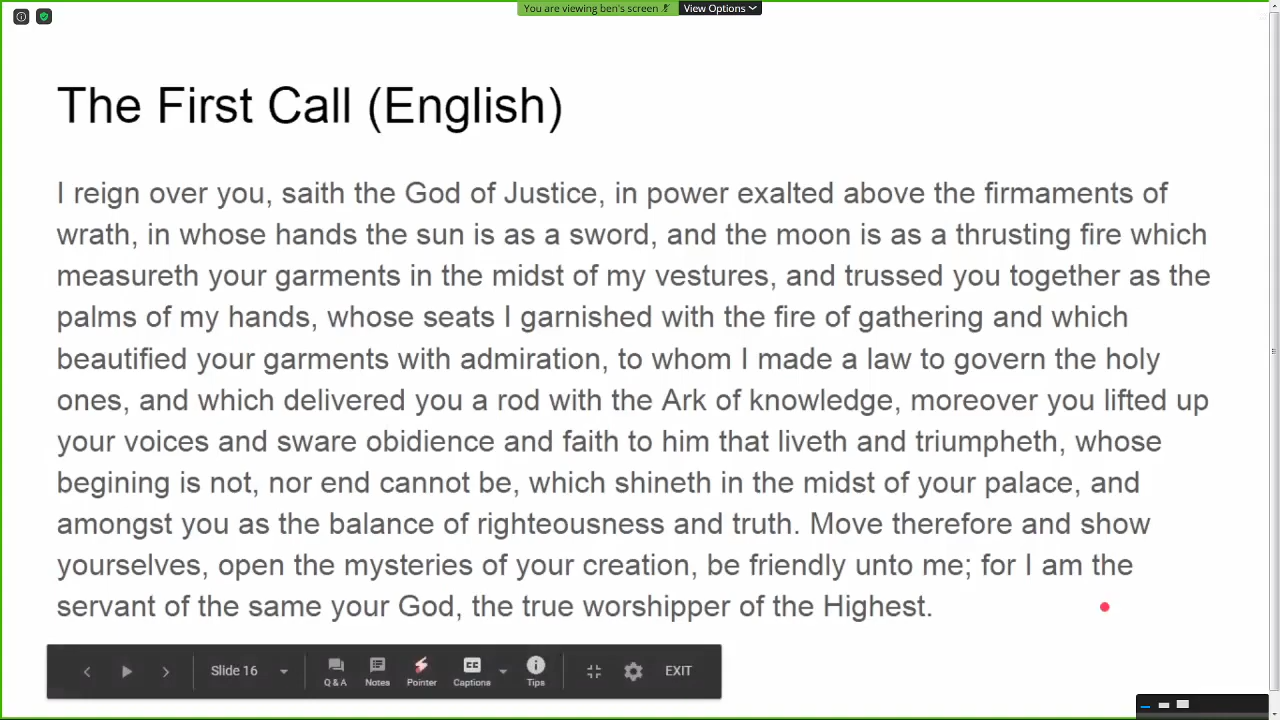 You are viewing ben's screen View Options
The First Call (English)
I reign over you, saith the God of Justice, in power exalted above the firmaments of
wrath, in whose hands the sun is as a sword, and the moon is as a thrusting fire which
measureth your garments in the midst of my vestures, and trussed you together as the
palms of my hands, whose seats I garnished with the fire of gathering and which
beautified your garments with admiration, to whom I made a law to govern the holy
ones, and which delivered you a rod with the Ark of knowledge, moreover you lifted up
your voices and sware obidience and faith to him that liveth and triumpheth, whose
begining is not, nor end cannot be, which shineth in the midst of your palace, and
amongst you as the balance of righteousness and truth. Move therefore and show
yourselves, open the mysteries of your creation, be friendly unto me; for I am the
servant of the same your God, the true worshipper of the Highest.
Slide 16 Q & A Notes Pointer CC Captions Tips EXIT